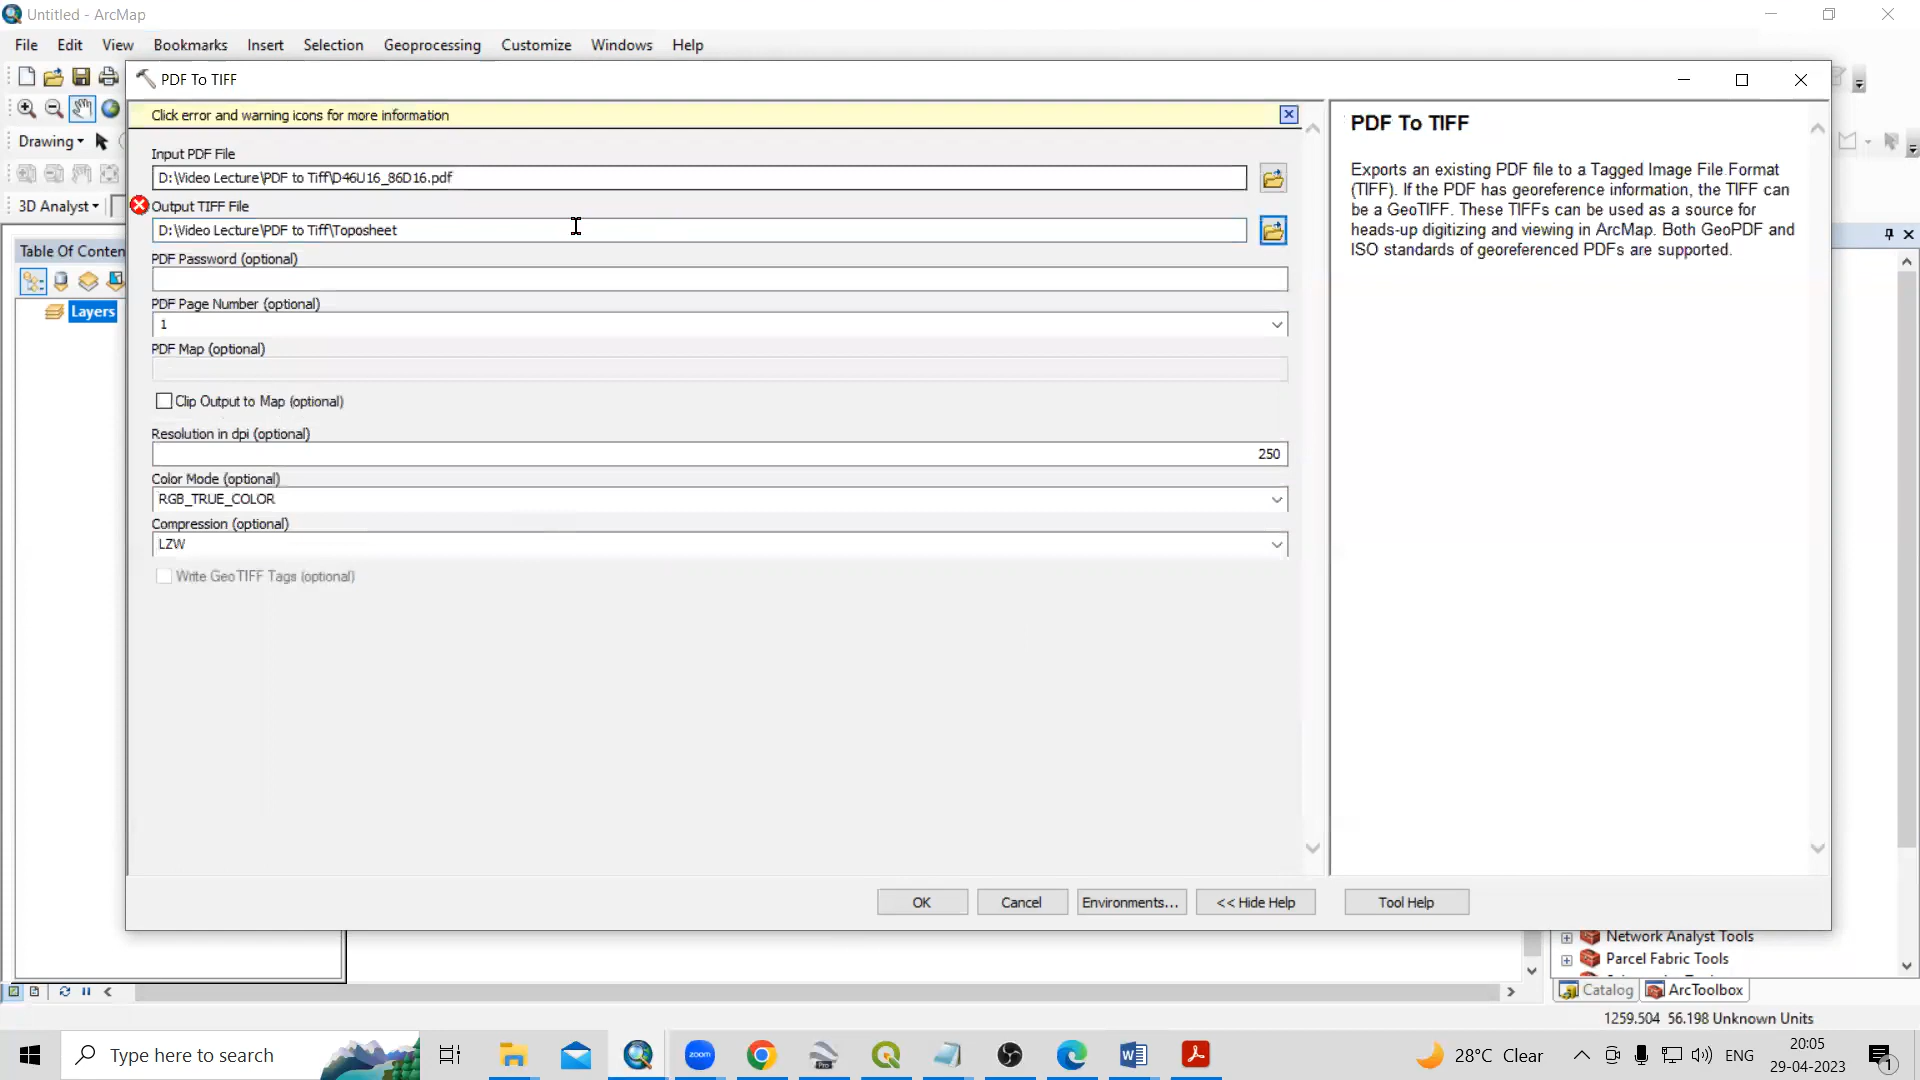 Untitled - ArcMap
File Edit View Bookmarks Insert Selection Geoprocessing Customize Windows Help
PDF To TIFF
Click error and warning icons for more information
Input PDF File
D:\Video Lecture\PDF to Tiff\D46U16_86D16.pdf
Output TIFF File
D:\Video Lecture\PDF to Tiff\Toposheet
PDF Password (optional)
PDF Page Number (optional)
1
PDF Map (optional)
Clip Output to Map (optional)
Resolution in dpi (optional)
250
Color Mode (optional)
RGB_TRUE_COLOR
Compression (optional)
LZW
Write GeoTIFF Tags (optional)
OK Cancel Environments... << Hide Help Tool Help
PDF To TIFF
Exports an existing PDF file to a Tagged Image File Format
(TIFF). If the PDF has georeference information, the TIFF can
be a GeoTIFF. These TIFFs can be used as a source for
heads-up digitizing and viewing in ArcMap. Both GeoPDF and
ISO standards of georeferenced PDFs are supported.
Drawing
3D Analyst
Table Of Conten
Layers
Network Analyst Tools
Parcel Fabric Tools
Catalog ArcToolbox
1259.504 56.198 Unknown Units
Type here to search
zoom
Pro
28°C Clear
ENG
20:05
29-04-2023
1